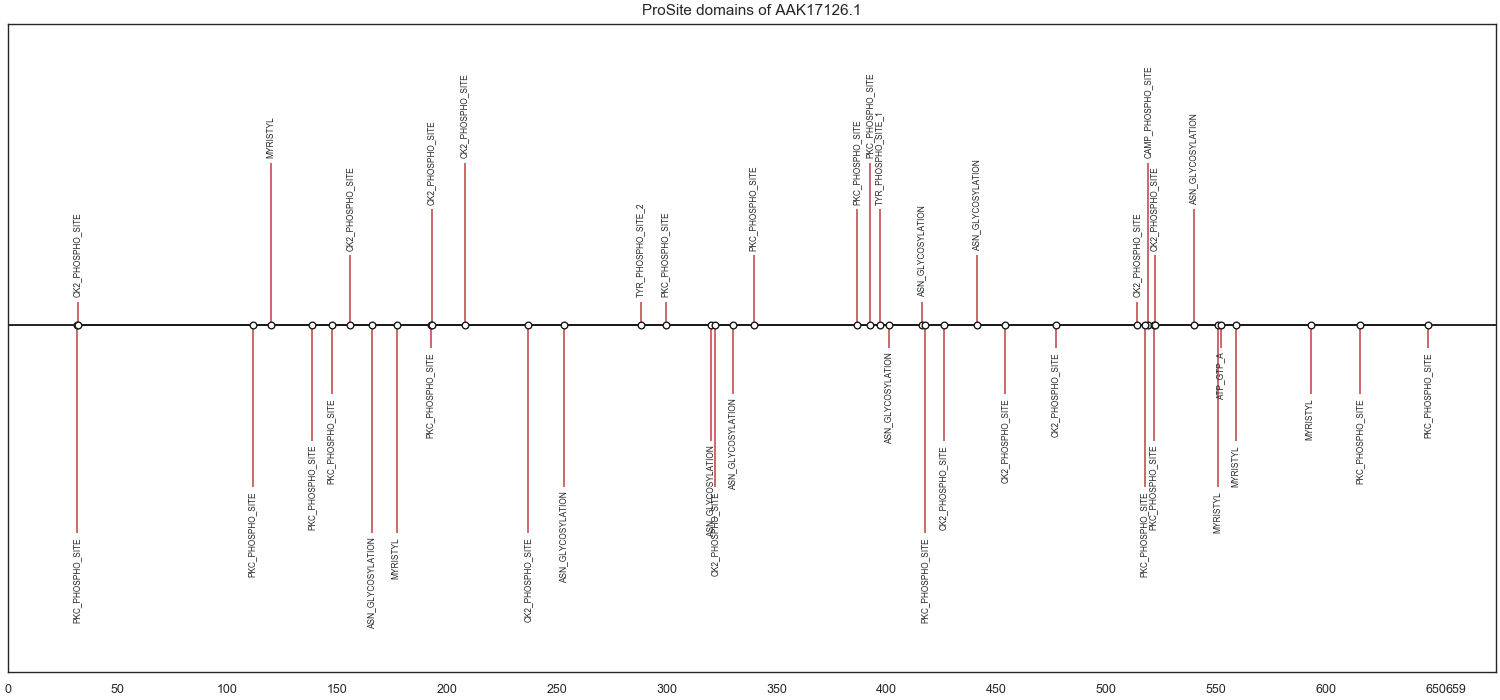 ProSite domains of AAK17126.1
CK2_PHOSPHO_SITE
MYRISTYL
CK2_PHOSPHO_SITE
CK2_PHOSPHO_SITE
CK2_PHOSPHO_SITE
TYR_PHOSPHO_SITE_2
PKC_PHOSPHO_SITE
PKC_PHOSPHO_SITE
PKC_PHOSPHO_SITE
PKC_PHOSPHO_SITE
TYR_PHOSPHO_SITE_1
ASN_GLYCOSYLATION
ASN_GLYCOSYLATION
CK2_PHOSPHO_SITE
CAMP_PHOSPHO_SITE
CK2_PHOSPHO_SITE
ASN_GLYCOSYLATION
PKC_PHOSPHO_SITE
PKC_PHOSPHO_SITE
PKC_PHOSPHO_SITE
PKC_PHOSPHO_SITE
ASN_GLYCOSYLATION
MYRISTYL
PKC_PHOSPHO_SITE
CK2_PHOSPHO_SITE
ASN_GLYCOSYLATION
ASN_GLYCOSYLATION
CK2_PHOSPHO_SITE
ASN_GLYCOSYLATION
ASN_GLYCOSYLATION
PKC_PHOSPHO_SITE
CK2_PHOSPHO_SITE
CK2_PHOSPHO_SITE
CK2_PHOSPHO_SITE
PKC_PHOSPHO_SITE
PKC_PHOSPHO_SITE
MYRISTYL
ATP_GTP_A
MYRISTYL
MYRISTYL
PKC_PHOSPHO_SITE
PKC_PHOSPHO_SITE
0 50 100 150 200 250 300 350 400 450 500 550 600 650 659